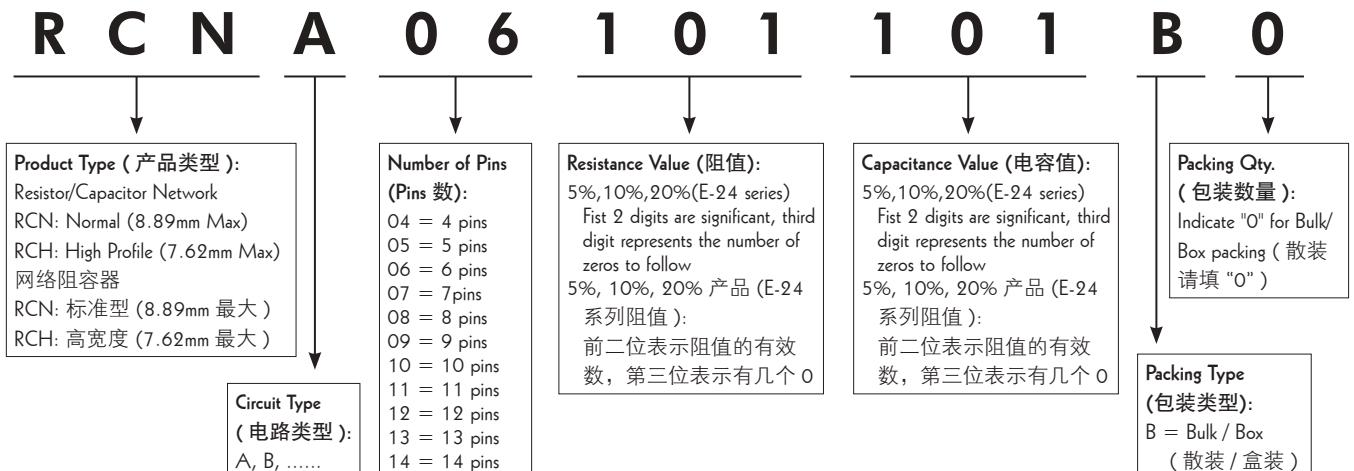 R C N A 0 6 1 0 1 1 0 1 B 0
Product Type ( 产品类型 ):
Resistor/Capacitor Network
RCN: Normal (8.89mm Max)
RCH: High Profile (7.62mm Max)
网络阻容器
RCN: 标准型 (8.89mm 最大 )
RCH: 高宽度 (7.62mm 最大 )
Circuit Type
( 电路类型 ):
A, B, ......
Number of Pins
(Pins 数):
04 = 4 pins
05 = 5 pins
06 = 6 pins
07 = 7pins
08 = 8 pins
09 = 9 pins
10 = 10 pins
11 = 11 pins
12 = 12 pins
13 = 13 pins
14 = 14 pins
Resistance Value (阻值):
5%,10%,20%(E-24 series)
Fist 2 digits are significant, third
digit represents the number of
zeros to follow
5%, 10%, 20% 产品 (E-24
系列阻值 ):
前二位表示阻值的有效
数，第三位表示有几个 0
Capacitance Value (电容值):
5%,10%,20%(E-24 series)
Fist 2 digits are significant, third
digit represents the number of
zeros to follow
5%, 10%, 20% 产品 (E-24
系列阻值 ):
前二位表示阻值的有效
数，第三位表示有几个 0
Packing Type
(包装类型):
B = Bulk / Box
( 散装 / 盒装 )
Packing Qty.
( 包装数量 ):
Indicate "0" for Bulk/
Box packing ( 散装
请填 “0” )